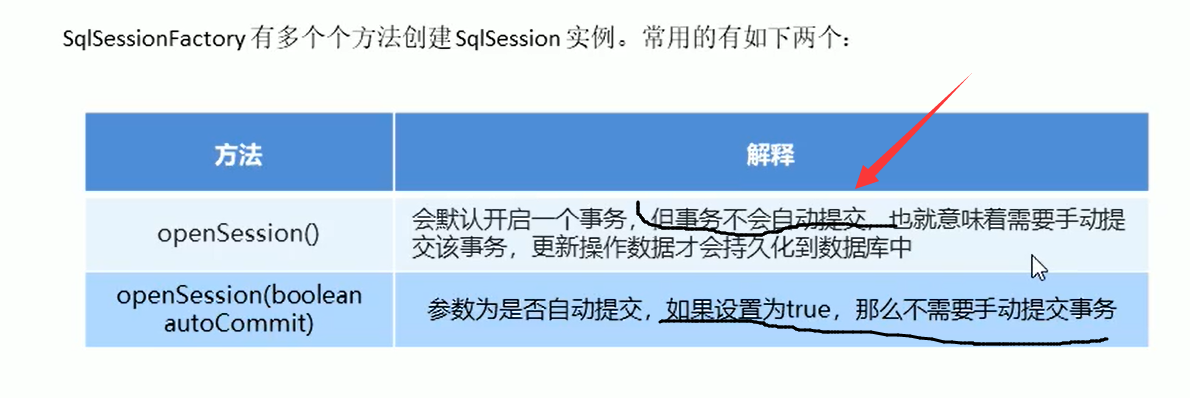 SqlSessionFactory 有多个个方法创建 SqlSession 实例。常用的有如下两个：
方法
解释
openSession()
会默认开启一个事务，但事务不会自动提交，也就意味着需要手动提
交该事务，更新操作数据才会持久化到数据库中
openSession(boolean
autoCommit)
参数为是否自动提交，如果设置为true，那么不需要手动提交事务